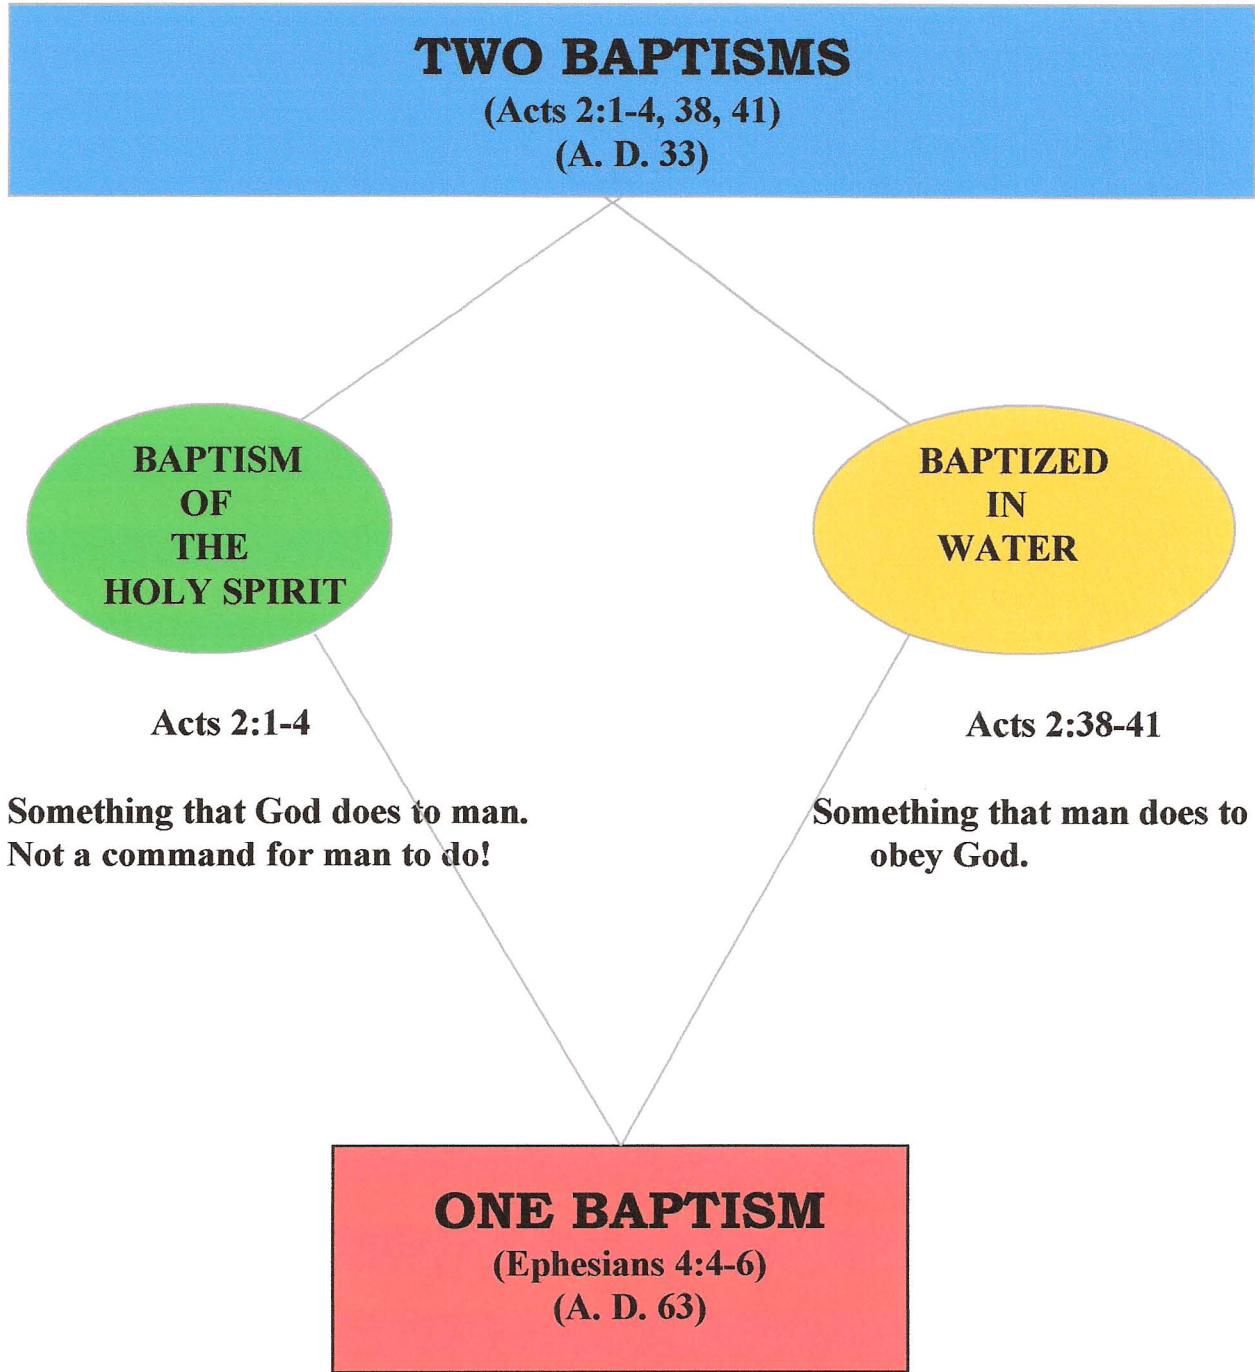 TWO BAPTISMS
(Acts 2:1-4, 38, 41)
(A. D. 33)
BAPTISM
OF
THE
HOLY SPIRIT
BAPTIZED
IN
WATER
Acts 2:1-4
Something that God does to man.
Not a command for man to do!
Acts 2:38-41
Something that man does to
obey God.
ONE BAPTISM
(Ephesians 4:4-6)
(A. D. 63)